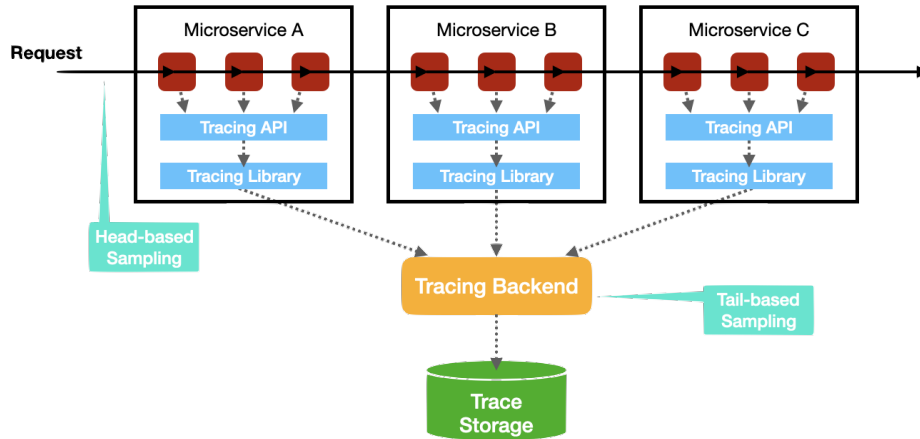 Microservice A
Microservice B
Microservice C
Request
Tracing API
Tracing API
Tracing API
Tracing Library
Tracing Library
Tracing Library
Head-based
Sampling
Tracing Backend
Tail-based
Sampling
Trace
Storage